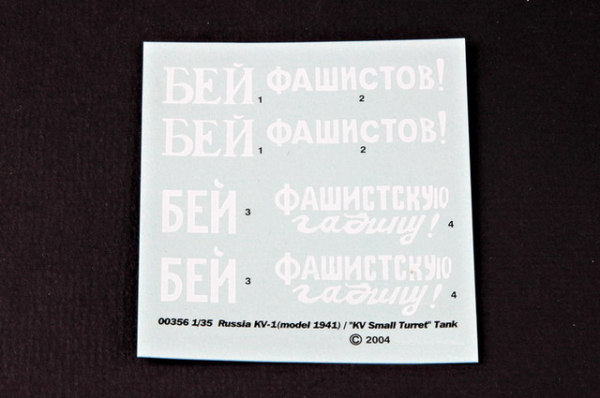 БЕЙ ФАШИСТОВ!
1 2
БЕЙ ФАШИСТОВ!
1 2
БЕЙ 3 ФАШИСТСКУЮ
гадину! 4
БЕЙ 3 ФАШИСТСКУЮ
гадину! 4
00356 1/35 Russia KV-1(model 1941) / "KV Small Turret" Tank
© 2004